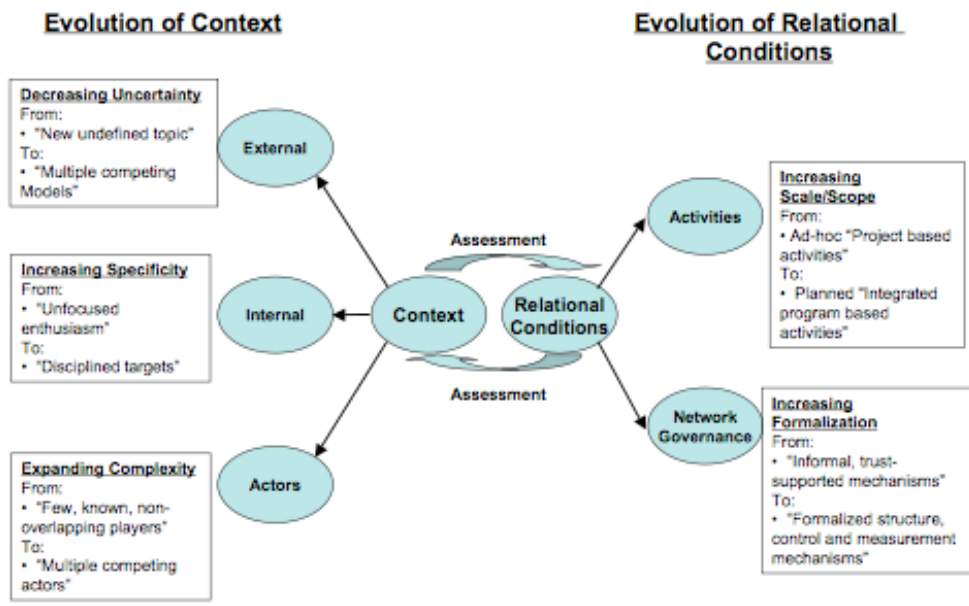 Evolution of Context
Evolution of Relational
Conditions
Decreasing Uncertainty
From:
• "New undefined topic"
To:
• "Multiple competing
Models"
External
Increasing Specificity
From:
• "Unfocused
enthusiasm"
To:
• "Disciplined targets"
Internal
Expanding Complexity
From:
• "Few, known, non-
overlapping players"
To:
• "Multiple competing
actors"
Actors
Assessment
Context
Relational
Conditions
Assessment
Activities
Increasing
Scale/Scope
From:
• Ad-hoc "Project based
activities"
To:
• Planned "Integrated
program based
activities"
Network
Governance
Increasing
Formalization
From:
• "Informal, trust-
supported mechanisms"
To:
• "Formalized structure,
control and measurement
mechanisms"